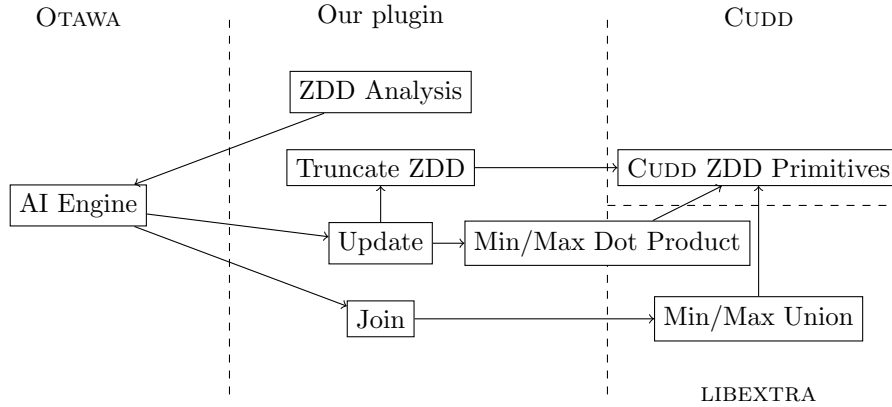 OTAWA
Our plugin
CUDD
ZDD Analysis
Truncate ZDD
CUDD ZDD Primitives
AI Engine
Update
Min/Max Dot Product
Join
Min/Max Union
LIBEXTRA